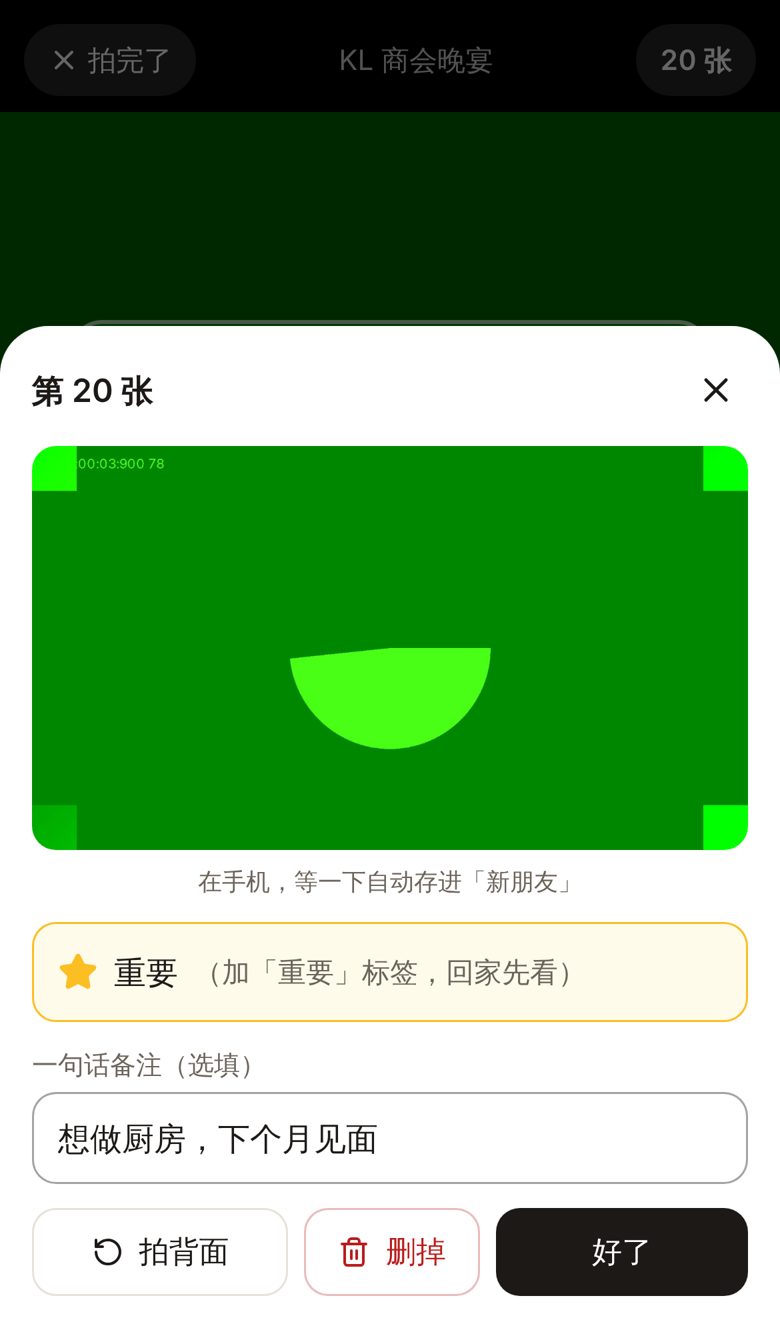 拍完了
KL 商会晚宴
20 张
第 20 张
00:03:900 78
在手机，等一下自动存进「新朋友」
重要 （加「重要」标签，回家先看）
一句话备注（选填）
想做厨房，下个月见面
拍背面
删掉
好了